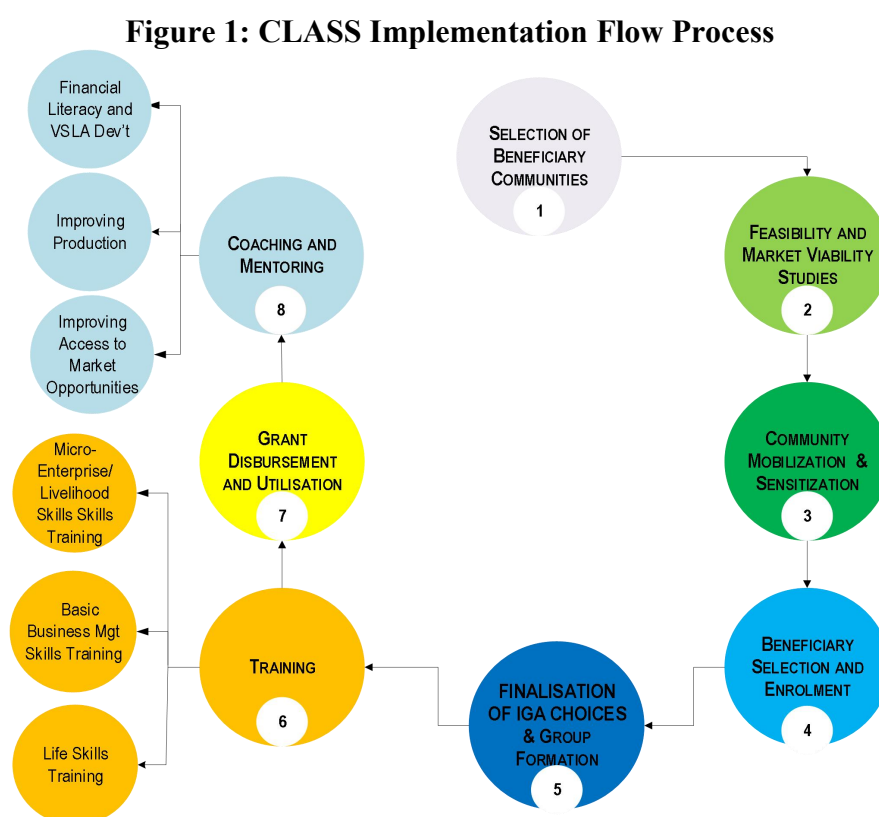 Figure 1: CLASS Implementation Flow Process
SELECTION OF
BENEFICIARY
COMMUNITIES
1
FEASIBILITY AND
MARKET VIABILITY
STUDIES
2
COMMUNITY
MOBILIZATION &
SENSITIZATION
3
BENEFICIARY
SELECTION AND
ENROLMENT
4
FINALISATION
OF IGA CHOICES
& GROUP
FORMATION
5
TRAINING
6
Micro-
Enterprise/
Livelihood
Skills Skills
Training
Basic
Business Mgt
Skills Training
Life Skills
Training
GRANT
DISBURSEMENT
AND UTILISATION
7
COACHING AND
MENTORING
8
Financial
Literacy and
VSLA Dev't
Improving
Production
Improving
Access to
Market
Opportunities